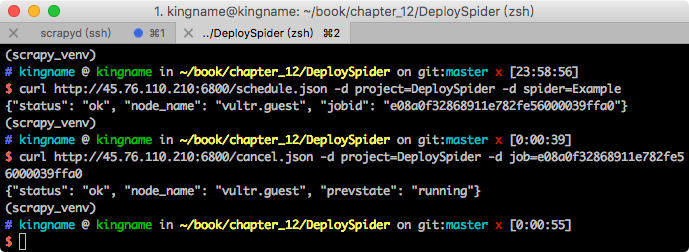 1. kingname@kingname: ~/book/chapter_12/DeploySpider (zsh)
× scrapyd (ssh) ⌘1 × ../DeploySpider (zsh) ⌘2
(scrapy_venv)
# kingname @ kingname in ~/book/chapter_12/DeploySpider on git:master x [23:58:56]
$ curl http://45.76.110.210:6800/schedule.json -d project=DeploySpider -d spider=Example
{"status": "ok", "node_name": "vultr.guest", "jobid": "e08a0f32868911e782fe56000039ffa0"}
(scrapy_venv)
# kingname @ kingname in ~/book/chapter_12/DeploySpider on git:master x [0:00:39]
$ curl http://45.76.110.210:6800/cancel.json -d project=DeploySpider -d job=e08a0f32868911e782fe5
6000039ffa0
{"status": "ok", "node_name": "vultr.guest", "prevstate": "running"}
(scrapy_venv)
# kingname @ kingname in ~/book/chapter_12/DeploySpider on git:master x [0:00:55]
$